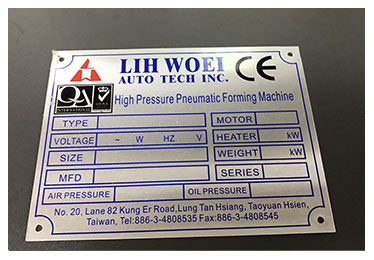 LIH WOEI
AUTO TECH INC.
CE
QA
INTERNATIONAL
High Pressure Pneumatic Forming Machine
TYPE MOTOR
VOLTAGE ~ W HZ V HEATER kW
SIZE WEIGHT kW
MFD SERIES
AIR PRESSURE OIL PRESSURE
No. 20, Lane 82 Kung Er Road,Lung Tan Hsiang, Taoyuan Hsien,
Taiwan, Tel:886-3-4808535 Fax:886-3-4808545